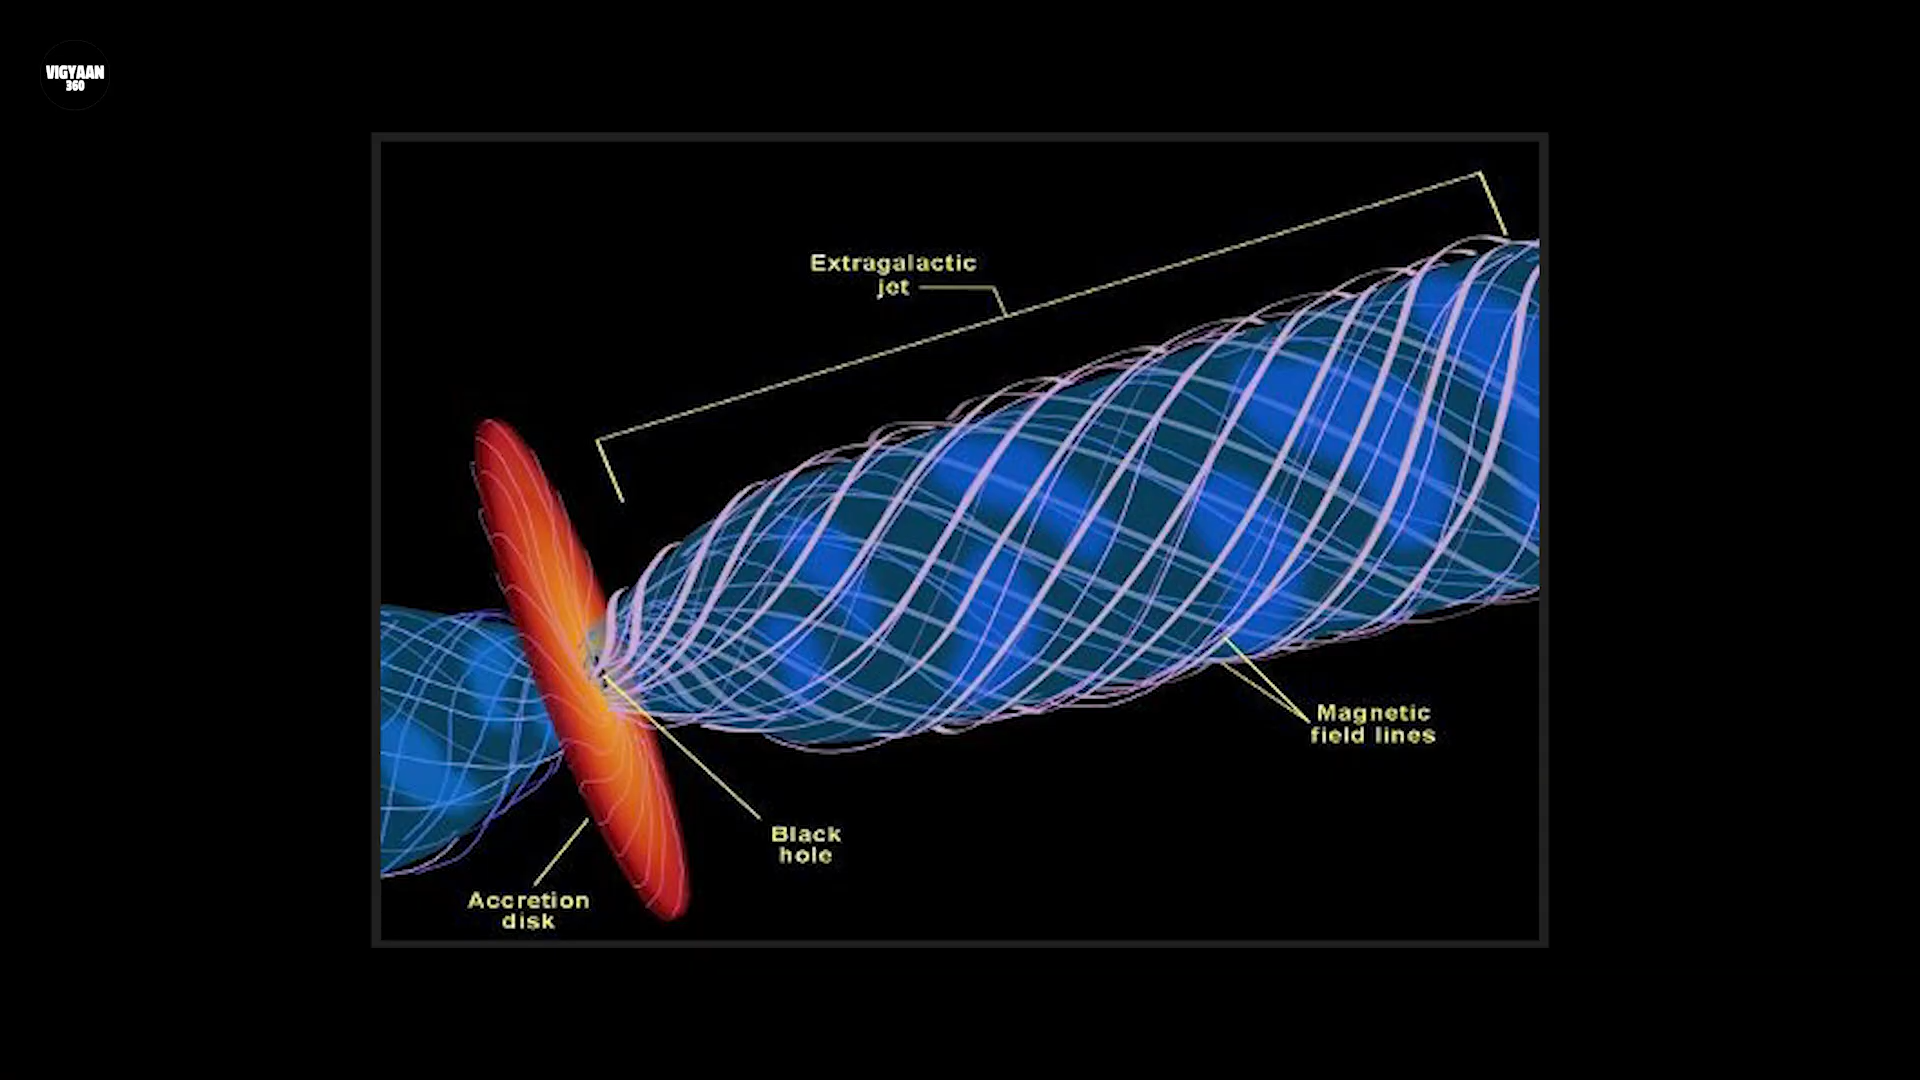 VIGYAAN
360
Extragalactic
jet
Magnetic
field lines
Black
hole
Accretion
disk